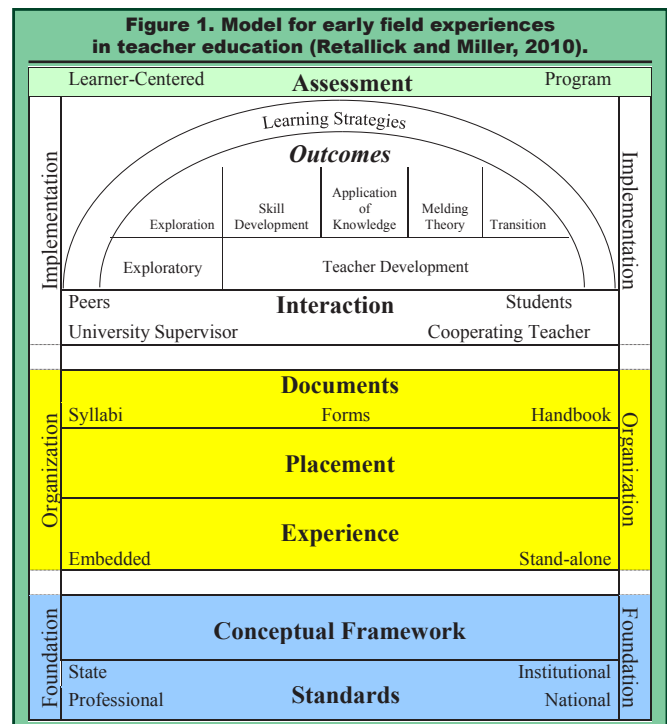 Figure 1. Model for early field experiences
in teacher education (Retallick and Miller, 2010).
Learner-Centered Assessment Program
Implementation
Implementation
Learning Strategies
Outcomes
Exploration
Skill
Development
Application
of
Knowledge
Melding
Theory
Transition
Exploratory Teacher Development
Peers Interaction Students
University Supervisor Cooperating Teacher
Organization
Organization
Documents
Syllabi Forms Handbook
Placement
Experience
Embedded Stand-alone
Foundation
Foundation
Conceptual Framework
State Institutional
Professional Standards National